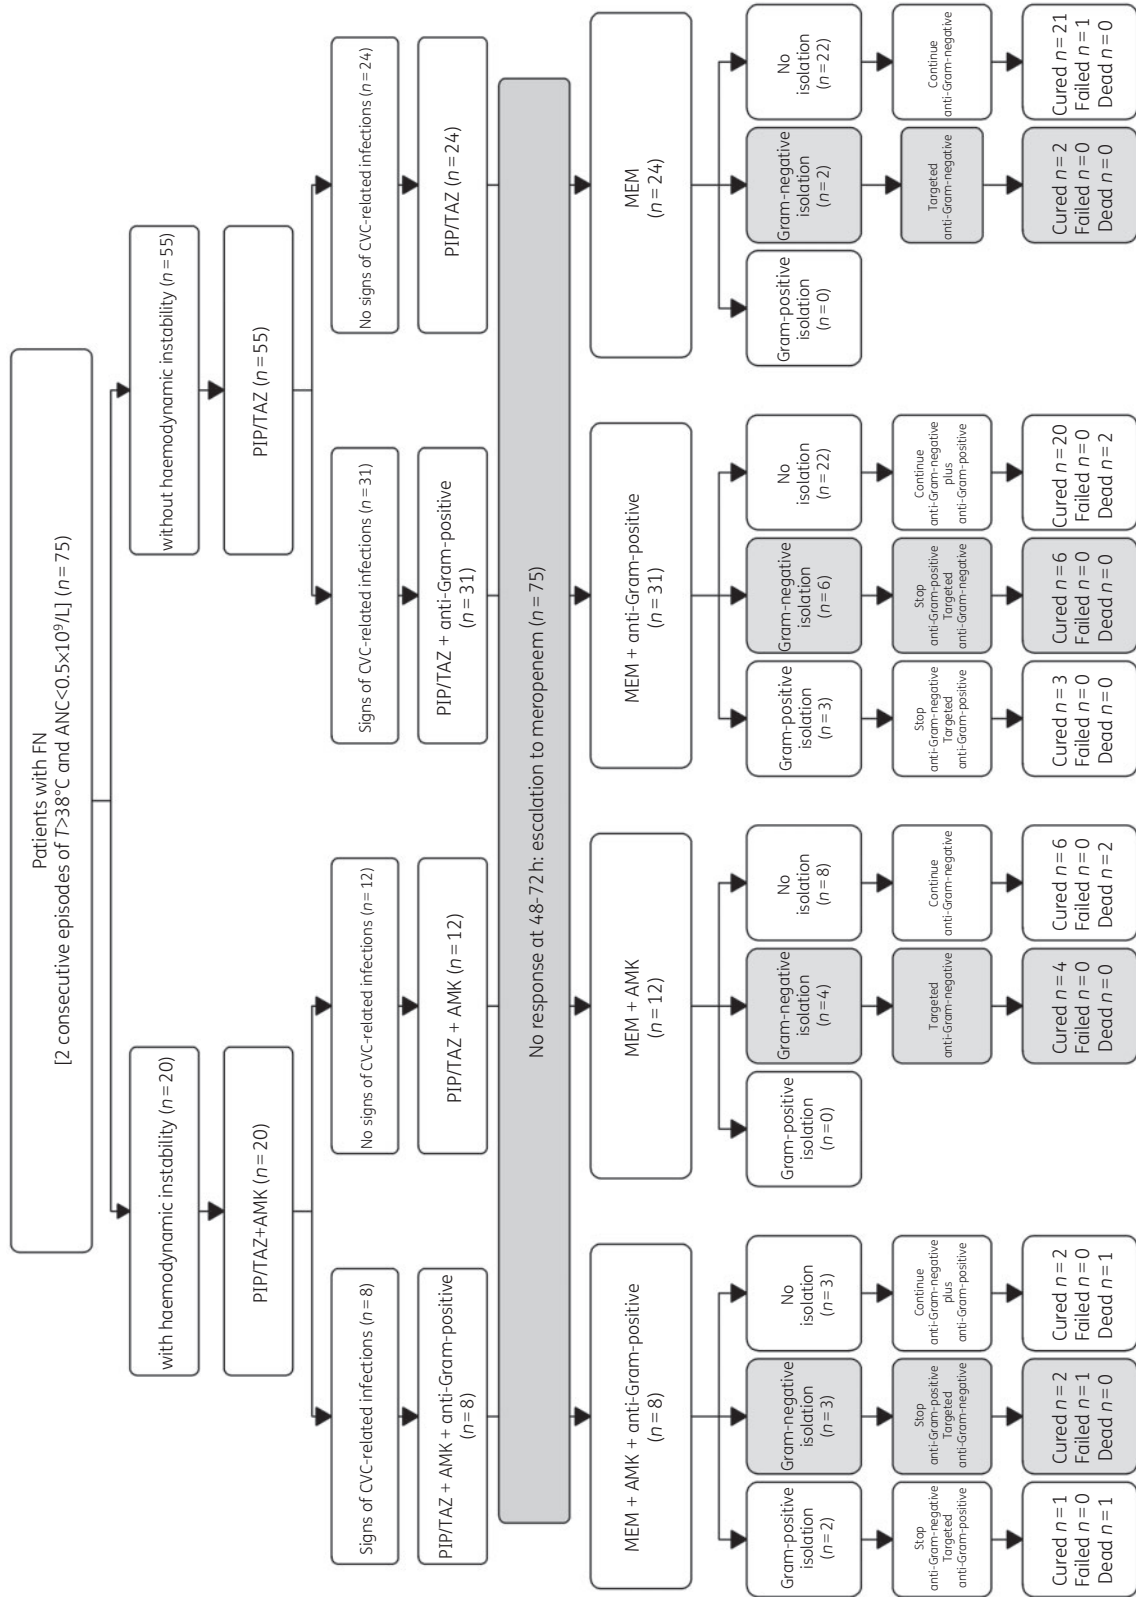 Patients with FN
[2 consecutive episodes of T>38°C and ANC<0.5×10⁹/L] (n = 75)
with haemodynamic instability (n = 20)
without haemodynamic instability (n = 55)
PIP/TAZ+AMK (n = 20)
PIP/TAZ (n = 55)
Signs of CVC-related infections (n = 8)
No signs of CVC-related infections (n = 12)
Signs of CVC-related infections (n = 31)
No signs of CVC-related infections (n = 24)
PIP/TAZ + AMK + anti-Gram-positive
(n = 8)
PIP/TAZ + AMK (n = 12)
PIP/TAZ + anti-Gram-positive
(n = 31)
PIP/TAZ (n = 24)
No response at 48-72 h: escalation to meropenem (n = 75)
MEM + AMK + anti-Gram-positive
(n = 8)
MEM + AMK
(n = 12)
MEM + anti-Gram-positive
(n = 31)
MEM
(n = 24)
Gram-positive
isolation
(n = 2)
Gram-negative
isolation
(n = 3)
No
isolation
(n = 3)
Gram-positive
isolation
(n = 0)
Gram-negative
isolation
(n = 4)
No
isolation
(n = 8)
Gram-positive
isolation
(n = 3)
Gram-negative
isolation
(n = 6)
No
isolation
(n = 22)
Gram-positive
isolation
(n = 0)
Gram-negative
isolation
(n = 2)
No
isolation
(n = 22)
Stop
anti-Gram-negative
Targeted
anti-Gram-positive
Stop
anti-Gram-positive
Targeted
anti-Gram-negative
Continue
anti-Gram-negative
plus
anti-Gram-positive
Targeted
anti-Gram-negative
Continue
anti-Gram-negative
Stop
anti-Gram-negative
Targeted
anti-Gram-positive
Stop
anti-Gram-positive
Targeted
anti-Gram-negative
Continue
anti-Gram-negative
plus
anti-Gram-positive
Targeted
anti-Gram-negative
Continue
anti-Gram-negative
Cured n = 1
Failed n = 0
Dead n = 1
Cured n = 2
Failed n = 1
Dead n = 0
Cured n = 2
Failed n = 0
Dead n = 1
Cured n = 4
Failed n = 0
Dead n = 0
Cured n = 6
Failed n = 0
Dead n = 2
Cured n = 3
Failed n = 0
Dead n = 0
Cured n = 6
Failed n = 0
Dead n = 0
Cured n = 20
Failed n = 0
Dead n = 2
Cured n = 2
Failed n = 0
Dead n = 0
Cured n = 21
Failed n = 1
Dead n = 0